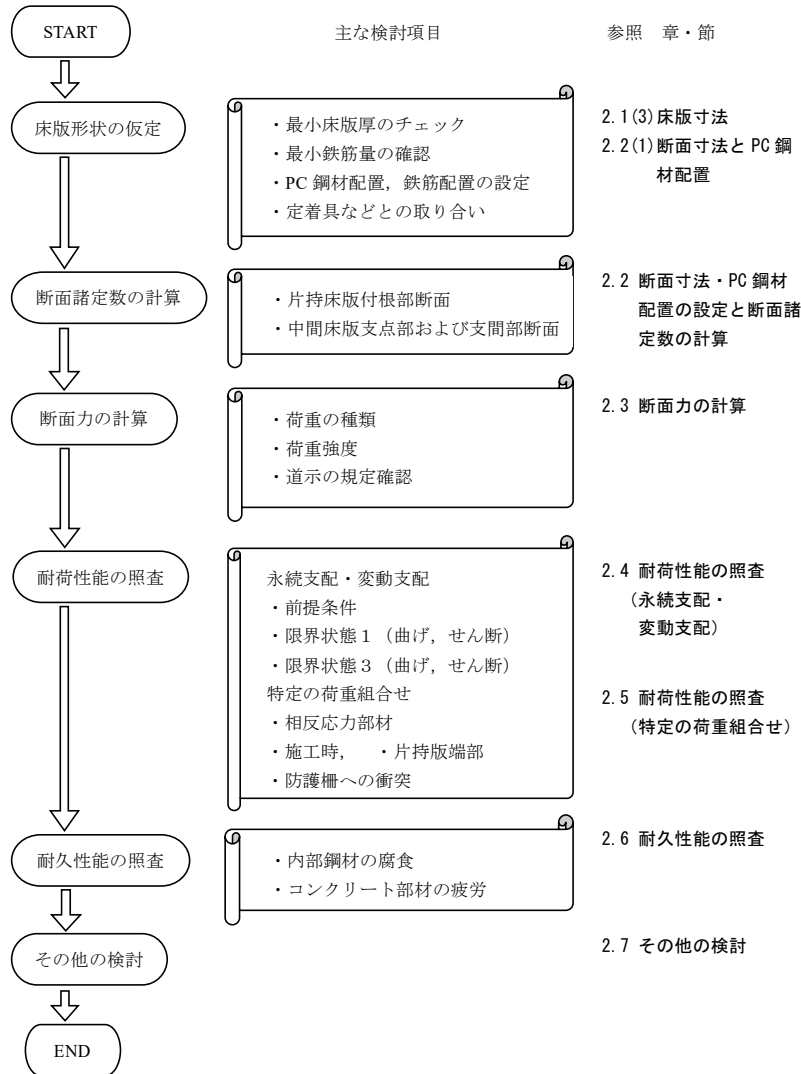 START
主な検討項目
参照　章・節
床版形状の仮定
・最小床版厚のチェック
・最小鉄筋量の確認
・PC 鋼材配置，鉄筋配置の設定
・定着具などとの取り合い
2.1(3)床版寸法
2.2(1)断面寸法と PC 鋼
材配置
断面諸定数の計算
・片持床版付根部断面
・中間床版支点部および支間部断面
2.2 断面寸法・PC 鋼材
配置の設定と断面諸
定数の計算
断面力の計算
・荷重の種類
・荷重強度
・道示の規定確認
2.3 断面力の計算
耐荷性能の照査
永続支配・変動支配
・前提条件
・限界状態１（曲げ，せん断）
・限界状態３（曲げ，せん断）
特定の荷重組合せ
・相反応力部材
・施工時，　・片持版端部
・防護柵への衝突
2.4 耐荷性能の照査
（永続支配・
変動支配）
2.5 耐荷性能の照査
（特定の荷重組合せ）
耐久性能の照査
・内部鋼材の腐食
・コンクリート部材の疲労
2.6 耐久性能の照査
その他の検討
2.7 その他の検討
END